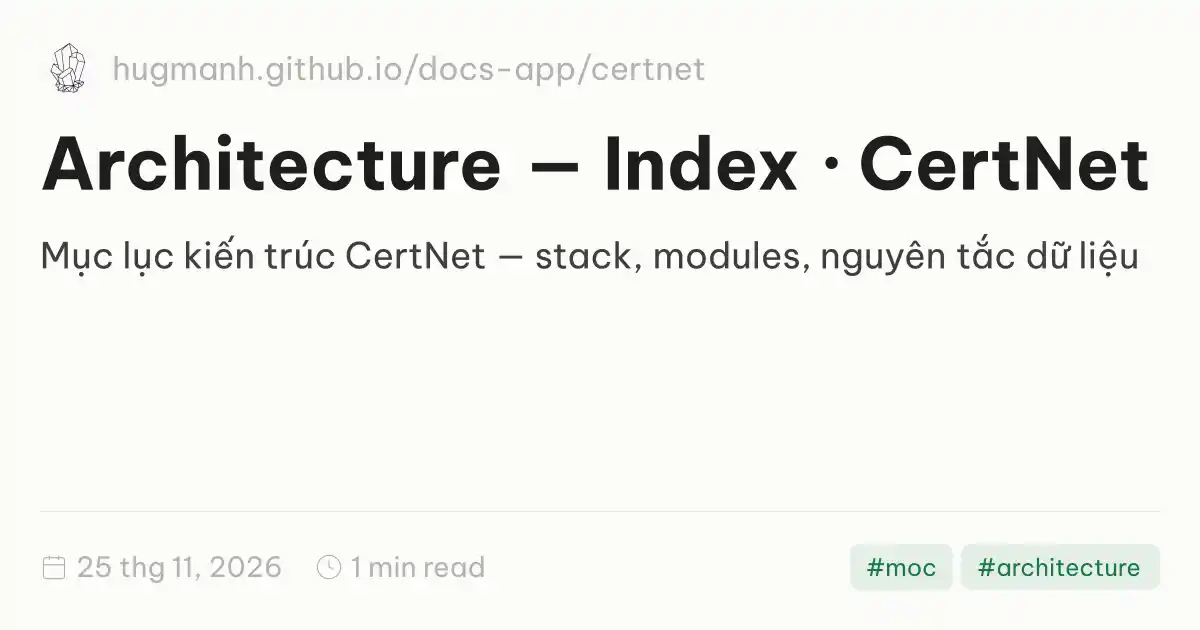 hugmanh.github.io/docs-app/certnet
Architecture — Index · CertNet
Mục lục kiến trúc CertNet — stack, modules, nguyên tắc dữ liệu
25 thg 11, 2026 1 min read #moc #architecture